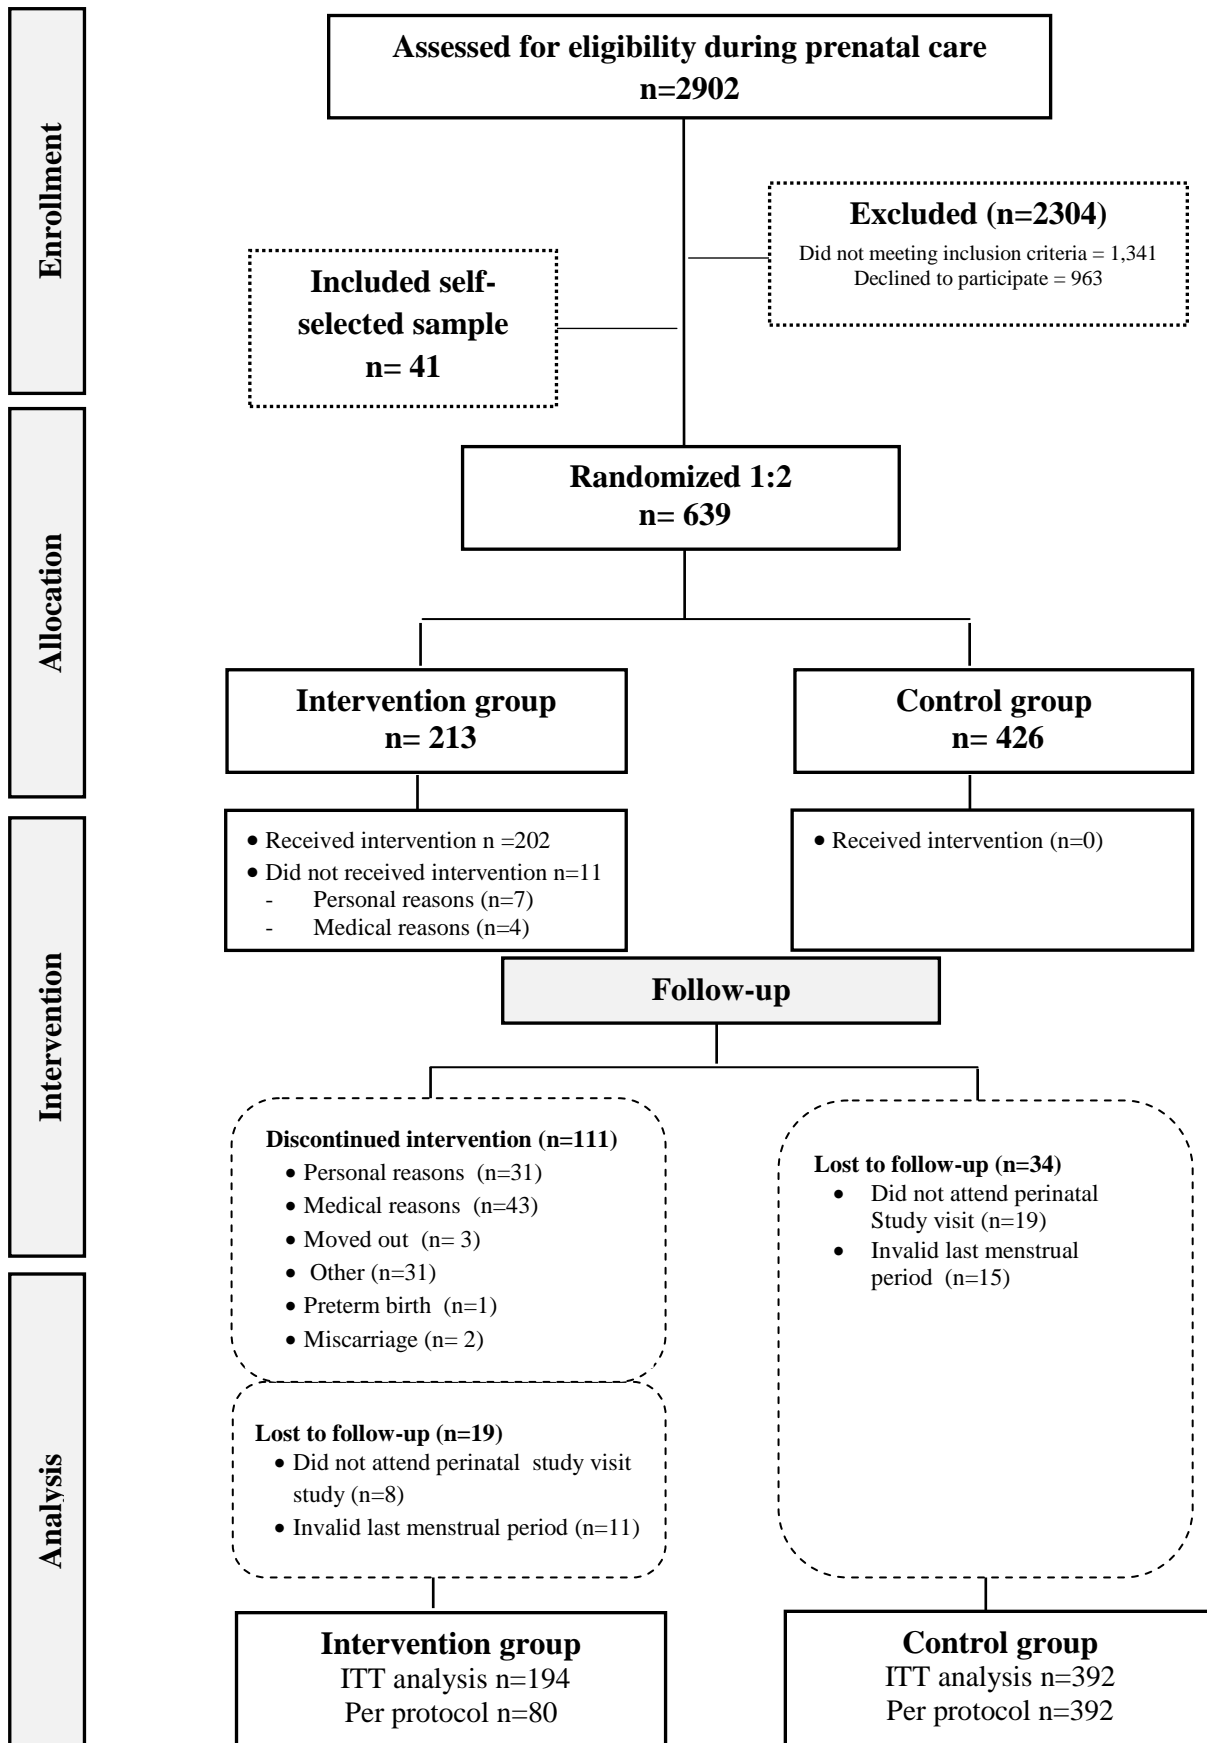 Enrollment
Assessed for eligibility during prenatal care
n=2902
Excluded (n=2304)
Did not meeting inclusion criteria = 1,341
Declined to participate = 963
Included self-
selected sample
n= 41
Allocation
Randomized 1:2
n= 639
Intervention group
n= 213
Control group
n= 426
Intervention
• Received intervention n =202
• Did not received intervention n=11
- Personal reasons (n=7)
- Medical reasons (n=4)
• Received intervention (n=0)
Follow-up
Discontinued intervention (n=111)
• Personal reasons (n=31)
• Medical reasons (n=43)
• Moved out (n= 3)
• Other (n=31)
• Preterm birth (n=1)
• Miscarriage (n= 2)
Lost to follow-up (n=34)
• Did not attend perinatal
Study visit (n=19)
• Invalid last menstrual
period (n=15)
Analysis
Lost to follow-up (n=19)
• Did not attend perinatal study visit
study (n=8)
• Invalid last menstrual period (n=11)
Intervention group
ITT analysis n=194
Per protocol n=80
Control group
ITT analysis n=392
Per protocol n=392